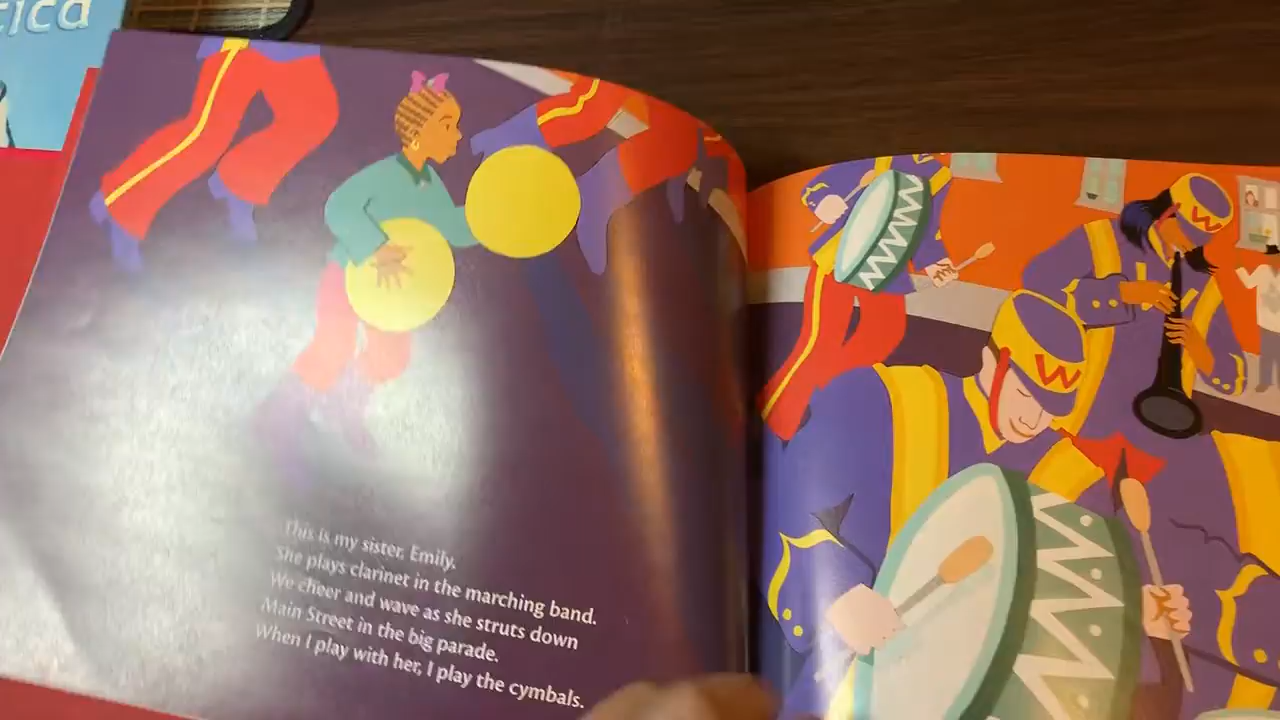 tica
This is my sister, Emily.
She plays clarinet in the marching band.
We cheer and wave as she struts down
Main Street in the big parade.
When I play with her, I play the cymbals.
W
W